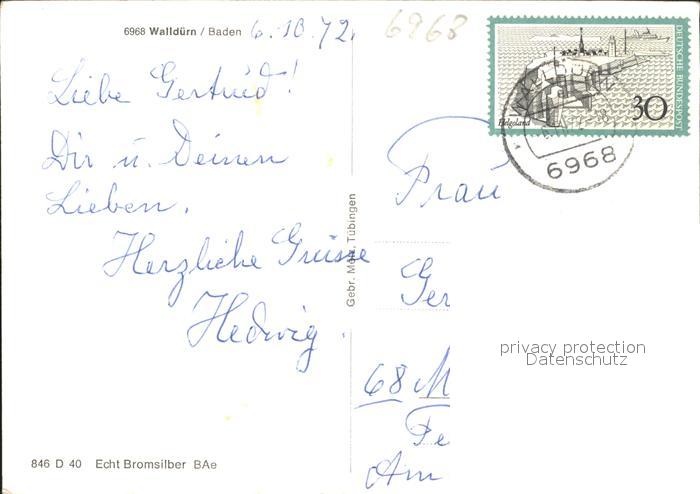 6968 Walldürn / Baden 6.10.72.
6968
Liebe Gertrud!
Dir u. Deinen
Lieben.
Herzliche Grüsse
Hedwig.
846 D 40 Echt Bromsilber BAe
Gebr. Metz, Tübingen
DEUTSCHE BUNDESPOST
Helgoland
30
6968
Frau
Ger
68 M
Fe
Am
privacy protection
Datenschutz